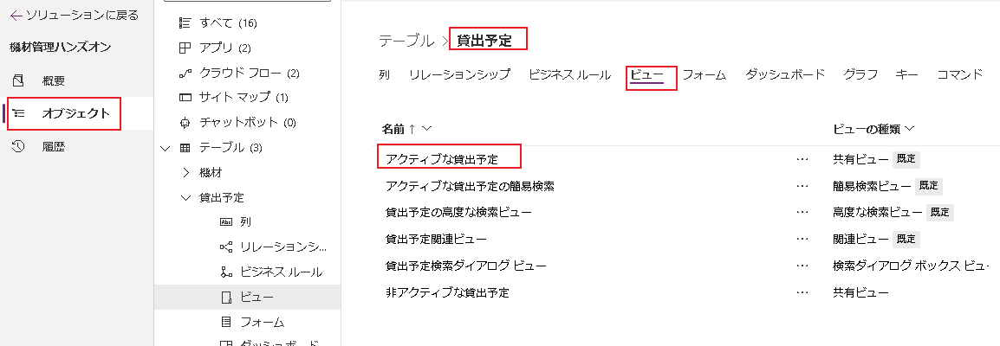 ソリューションに戻る
機材管理ハンズオン
概要
オブジェクト
履歴
すべて (16)
アプリ (2)
クラウド フロー (2)
サイト マップ (1)
チャットボット (0)
テーブル (3)
機材
貸出予定
Abc 列
リレーションシ...
ビジネス ルール
ビュー
フォーム
ダッシュボード
テーブル > 貸出予定
列 リレーションシップ ビジネス ルール ビュー フォーム ダッシュボード グラフ キー コマンド
名前 ↑ ビューの種類
アクティブな貸出予定 ... 共有ビュー 既定
アクティブな貸出予定の簡易検索 ... 簡易検索ビュー 既定
貸出予定の高度な検索ビュー ... 高度な検索ビュー 既定
貸出予定関連ビュー ... 関連ビュー 既定
貸出予定検索ダイアログ ビュー ... 検索ダイアログ ボックス ビュー
非アクティブな貸出予定 ... 共有ビュー